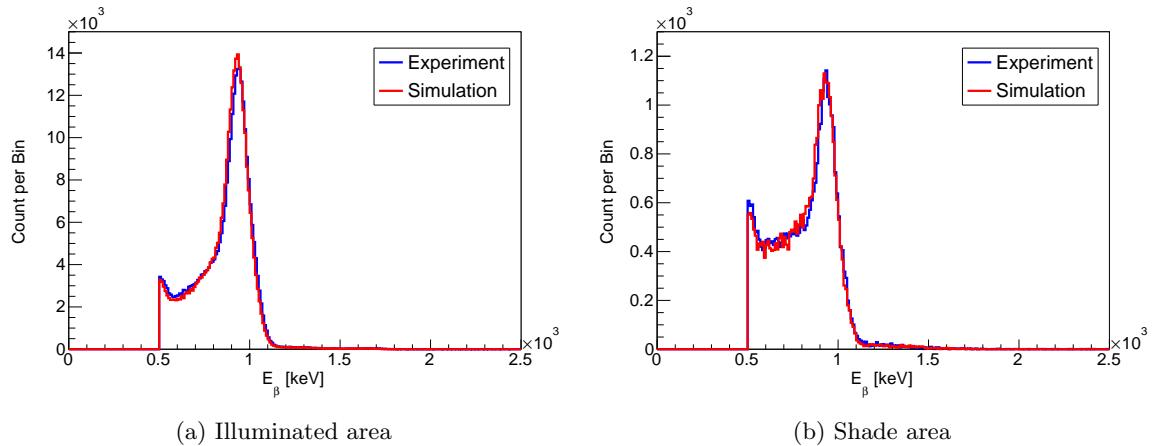 ×10³
14
12
10
8
6
4
2
0
Count per Bin
Experiment
Simulation
0 0.5 1 1.5 2 2.5
×10³
E_β [keV]
(a) Illuminated area
×10³
1.2
1
0.8
0.6
0.4
0.2
0
Count per Bin
Experiment
Simulation
0 0.5 1 1.5 2 2.5
×10³
E_β [keV]
(b) Shade area